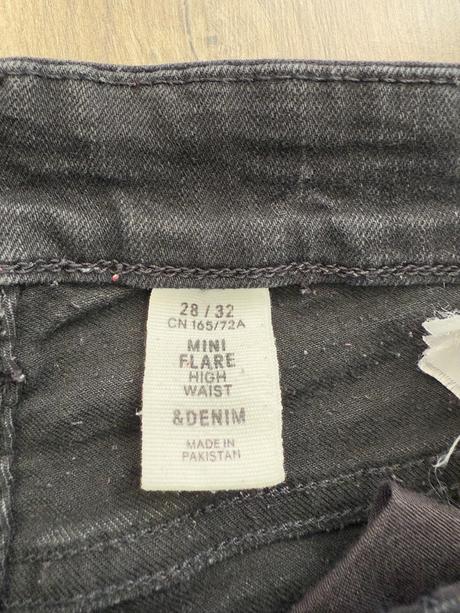 28 / 32
CN 165/72A
MINI
FLARE
HIGH
WAIST
&DENIM
MADE IN
PAKISTAN